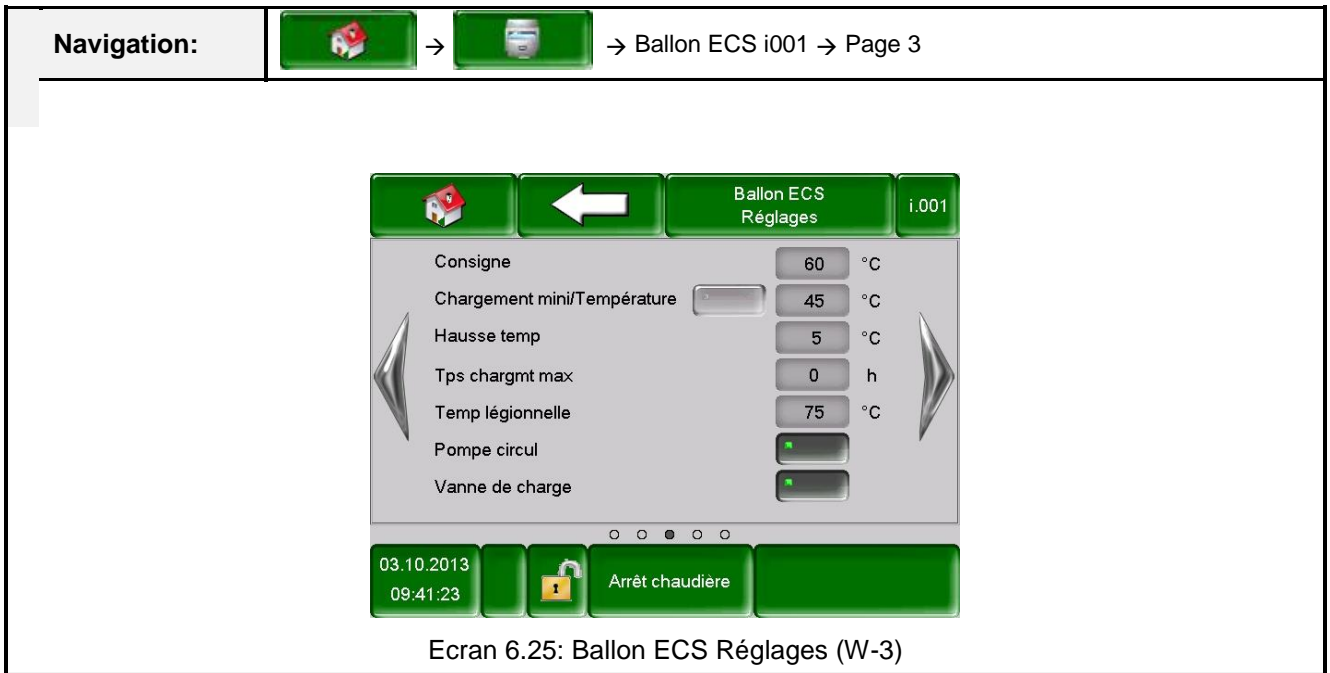 Navigation:
→ → Ballon ECS i001 → Page 3
Ballon ECS
Réglages
i.001
Consigne 60 °C
Chargement mini/Température 45 °C
Hausse temp 5 °C
Tps chargmt max 0 h
Temp légionnelle 75 °C
Pompe circul
Vanne de charge
03.10.2013
09:41:23
Arrêt chaudière
Ecran 6.25: Ballon ECS Réglages (W-3)